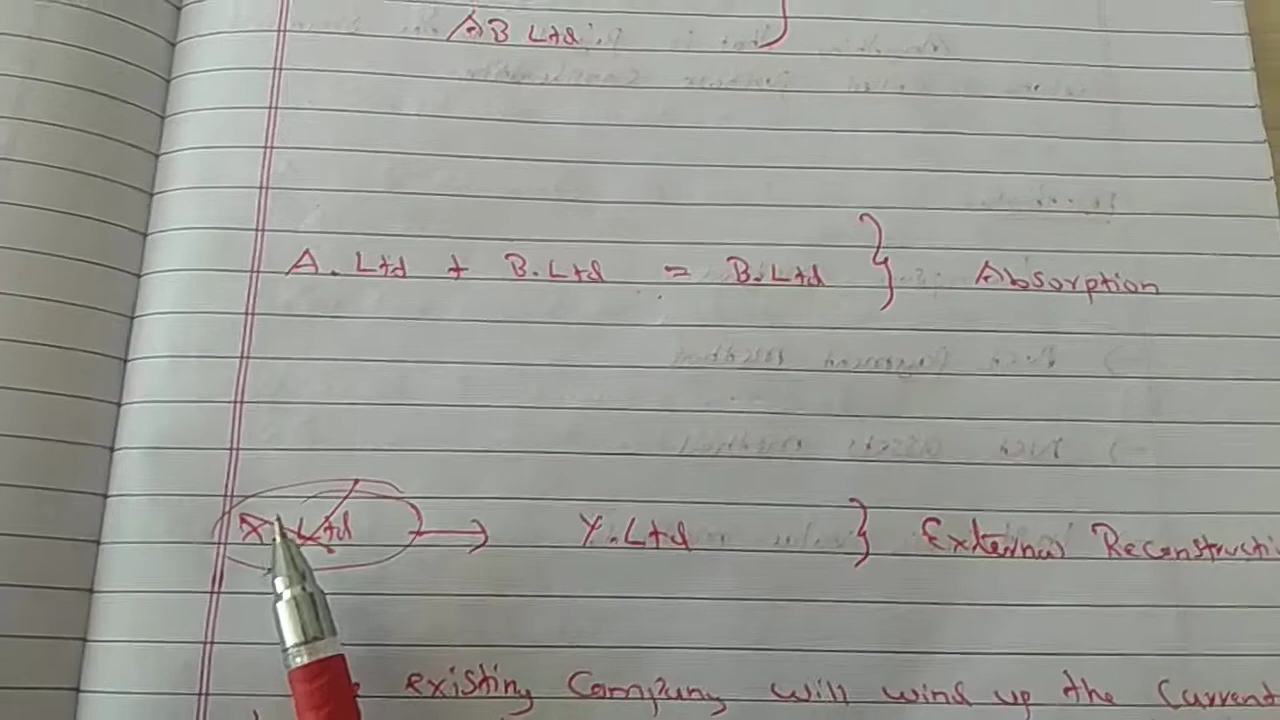 AB Ltd
A. Ltd + B. Ltd = B. Ltd } Absorption
X. Ltd → Y. Ltd } External Reconstructi
existing Company will wind up the Current